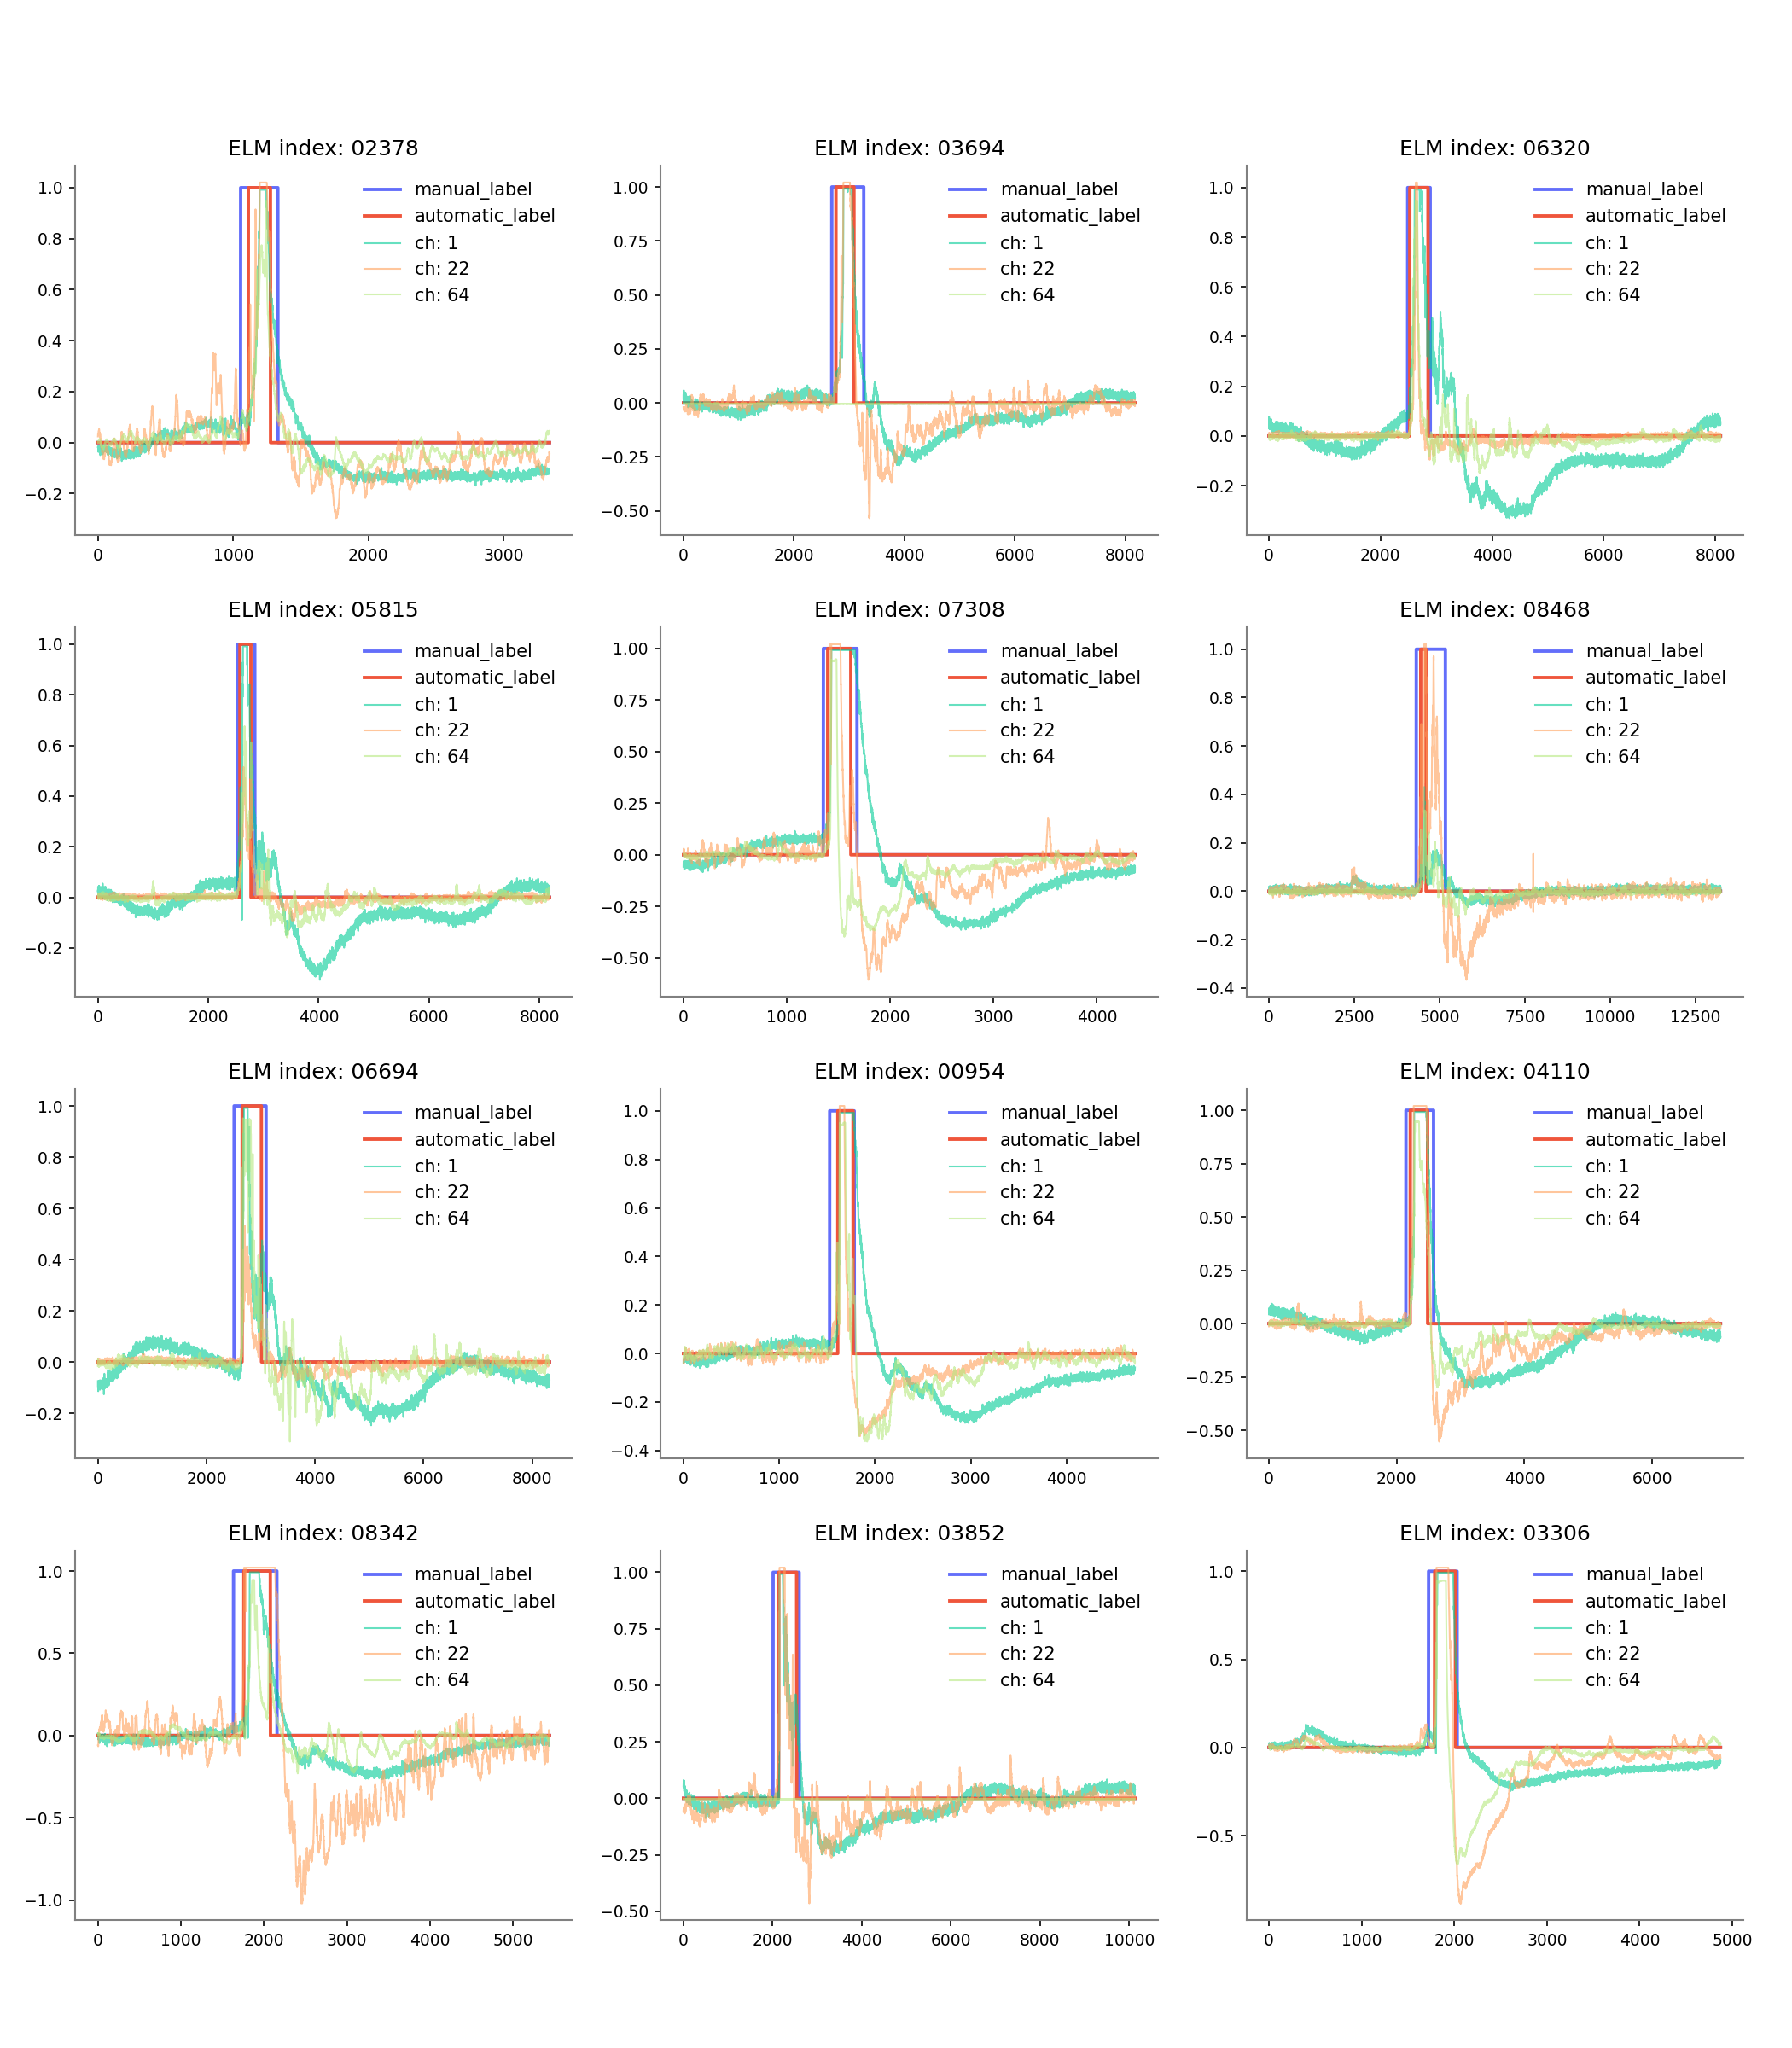 ELM index: 02378
1.0
0.8
0.6
0.4
0.2
0.0
−0.2
0
1000
2000
3000
manual_label
automatic_label
ch: 1
ch: 22
ch: 64
ELM index: 03694
1.00
0.75
0.50
0.25
0.00
−0.25
−0.50
0
2000
4000
6000
8000
manual_label
automatic_label
ch: 1
ch: 22
ch: 64
ELM index: 06320
1.0
0.8
0.6
0.4
0.2
0.0
−0.2
0
2000
4000
6000
8000
manual_label
automatic_label
ch: 1
ch: 22
ch: 64
ELM index: 05815
1.0
0.8
0.6
0.4
0.2
0.0
−0.2
0
2000
4000
6000
8000
manual_label
automatic_label
ch: 1
ch: 22
ch: 64
ELM index: 07308
1.00
0.75
0.50
0.25
0.00
−0.25
−0.50
0
1000
2000
3000
4000
manual_label
automatic_label
ch: 1
ch: 22
ch: 64
ELM index: 08468
1.0
0.8
0.6
0.4
0.2
0.0
−0.2
−0.4
0
2500
5000
7500
10000
12500
manual_label
automatic_label
ch: 1
ch: 22
ch: 64
ELM index: 06694
1.0
0.8
0.6
0.4
0.2
0.0
−0.2
0
2000
4000
6000
8000
manual_label
automatic_label
ch: 1
ch: 22
ch: 64
ELM index: 00954
1.0
0.8
0.6
0.4
0.2
0.0
−0.2
−0.4
0
1000
2000
3000
4000
manual_label
automatic_label
ch: 1
ch: 22
ch: 64
ELM index: 04110
1.00
0.75
0.50
0.25
0.00
−0.25
−0.50
0
2000
4000
6000
manual_label
automatic_label
ch: 1
ch: 22
ch: 64
ELM index: 08342
1.0
0.5
0.0
−0.5
−1.0
0
1000
2000
3000
4000
5000
manual_label
automatic_label
ch: 1
ch: 22
ch: 64
ELM index: 03852
1.00
0.75
0.50
0.25
0.00
−0.25
−0.50
0
2000
4000
6000
8000
10000
manual_label
automatic_label
ch: 1
ch: 22
ch: 64
ELM index: 03306
1.0
0.5
0.0
−0.5
0
1000
2000
3000
4000
5000
manual_label
automatic_label
ch: 1
ch: 22
ch: 64